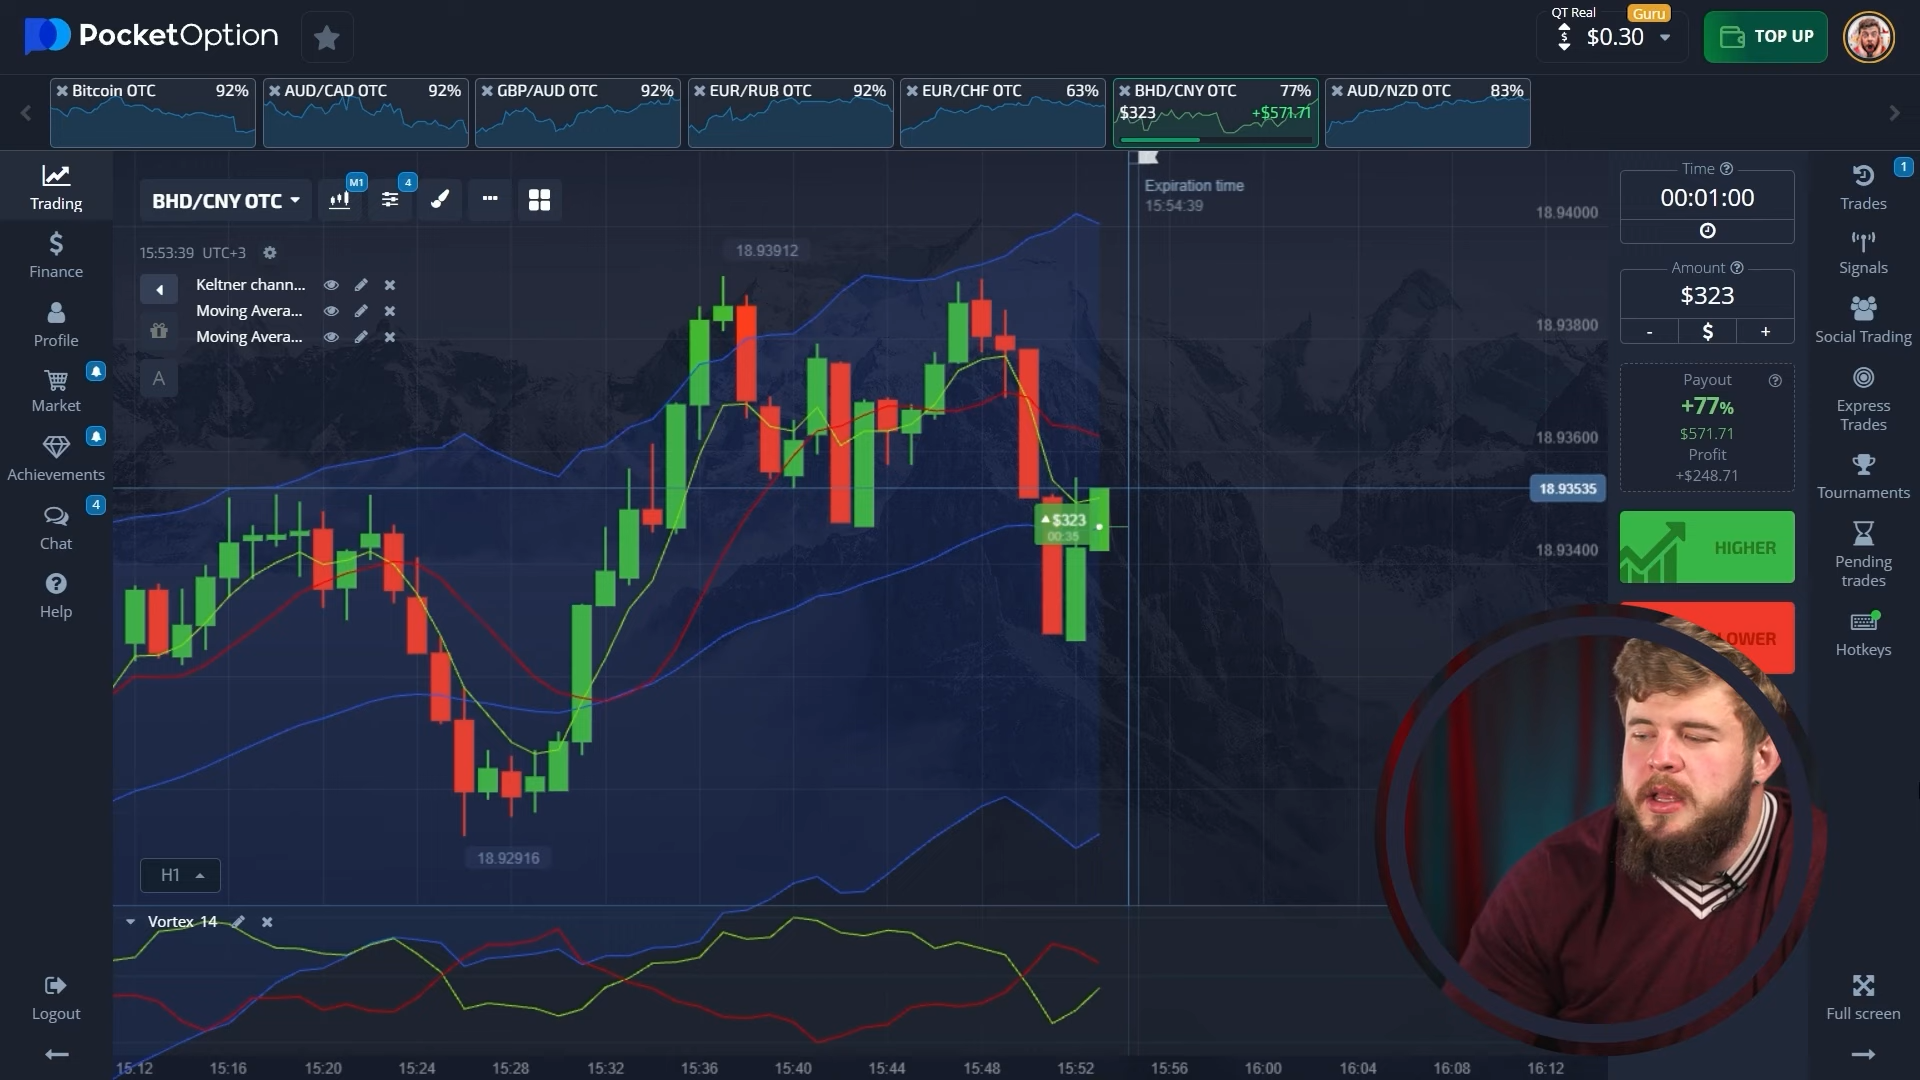 PocketOption
QT Real
Guru
$0.30
TOP UP
Bitcoin OTC 92%
AUD/CAD OTC 92%
GBP/AUD OTC 92%
EUR/RUB OTC 92%
EUR/CHF OTC 63%
BHD/CNY OTC 77%
$323 +$571.71
AUD/NZD OTC 83%
Trading
Finance
Profile
Market
Achievements
4
Chat
Help
Logout
BHD/CNY OTC
M1
4
15:53:39 UTC+3
Keltner chann...
Moving Avera...
Moving Avera...
A
18.93912
18.92916
Expiration time
15:54:39
$323
00:35
18.94000
18.93800
18.93600
18.93535
18.93400
H1
Vortex 14
15:12 15:16 15:20 15:24 15:28 15:32 15:36 15:40 15:44 15:48 15:52 15:56 16:00 16:04 16:08 16:12
Time
00:01:00
Amount
$323
- $ +
Payout
+77%
$571.71
Profit
+$248.71
HIGHER
LOWER
1
Trades
Signals
Social Trading
Express
Trades
Tournaments
Pending
trades
Hotkeys
Full screen